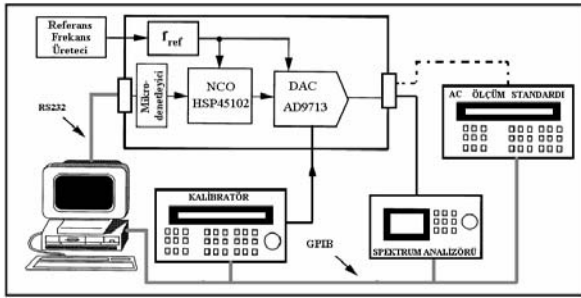 Referans
Frekans
Üreteci
f_ref
RS232
Mikro-
denetleyici
NCO
HSP45102
DAC
AD9713
AC ÖLÇÜM STANDARDI
KALİBRATÖR
GPIB
SPEKTRUM ANALİZÖRÜ